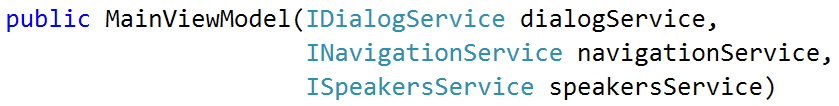 public MainViewModel(IDialogService dialogService,
INavigationService navigationService,
ISpeakersService speakersService)